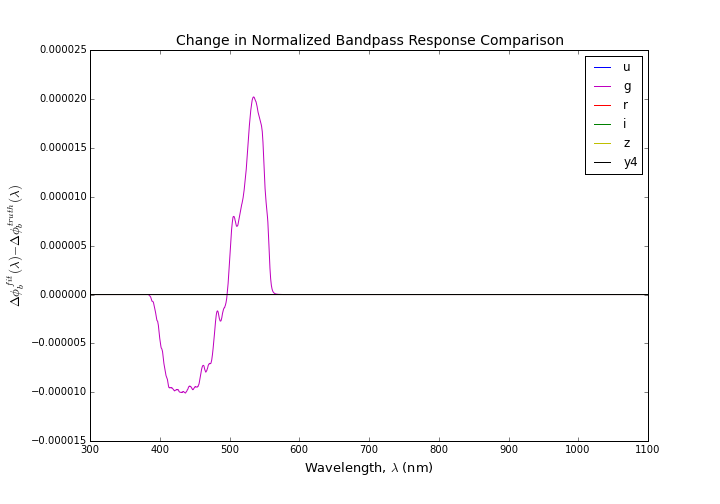 Change in Normalized Bandpass Response Comparison
0.000025
0.000020
0.000015
0.000010
0.000005
0.000000
−0.000005
−0.000010
−0.000015
Δϕ_b^fit(λ)−Δϕ_b^truth(λ)
u
g
r
i
z
y4
300 400 500 600 700 800 900 1000 1100
Wavelength, λ (nm)